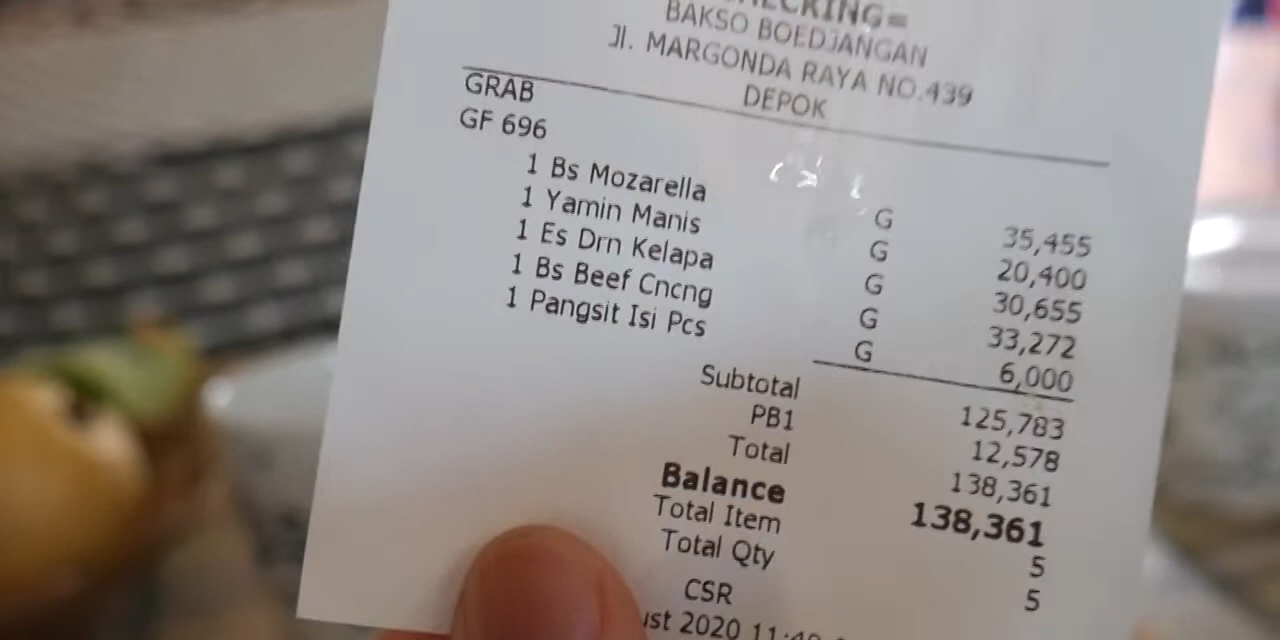 BAKSO BOEDJANGAN
Jl. MARGONDA RAYA NO.439
DEPOK
GRAB
GF 696
1 Bs Mozarella G 35,455
1 Yamin Manis G 20,400
1 Es Drn Kelapa G 30,655
1 Bs Beef Cncng G 33,272
1 Pangsit Isi Pcs G 6,000
Subtotal 125,783
PB1 12,578
Total 138,361
Balance 138,361
Total Item 5
Total Qty 5
CSR
2020